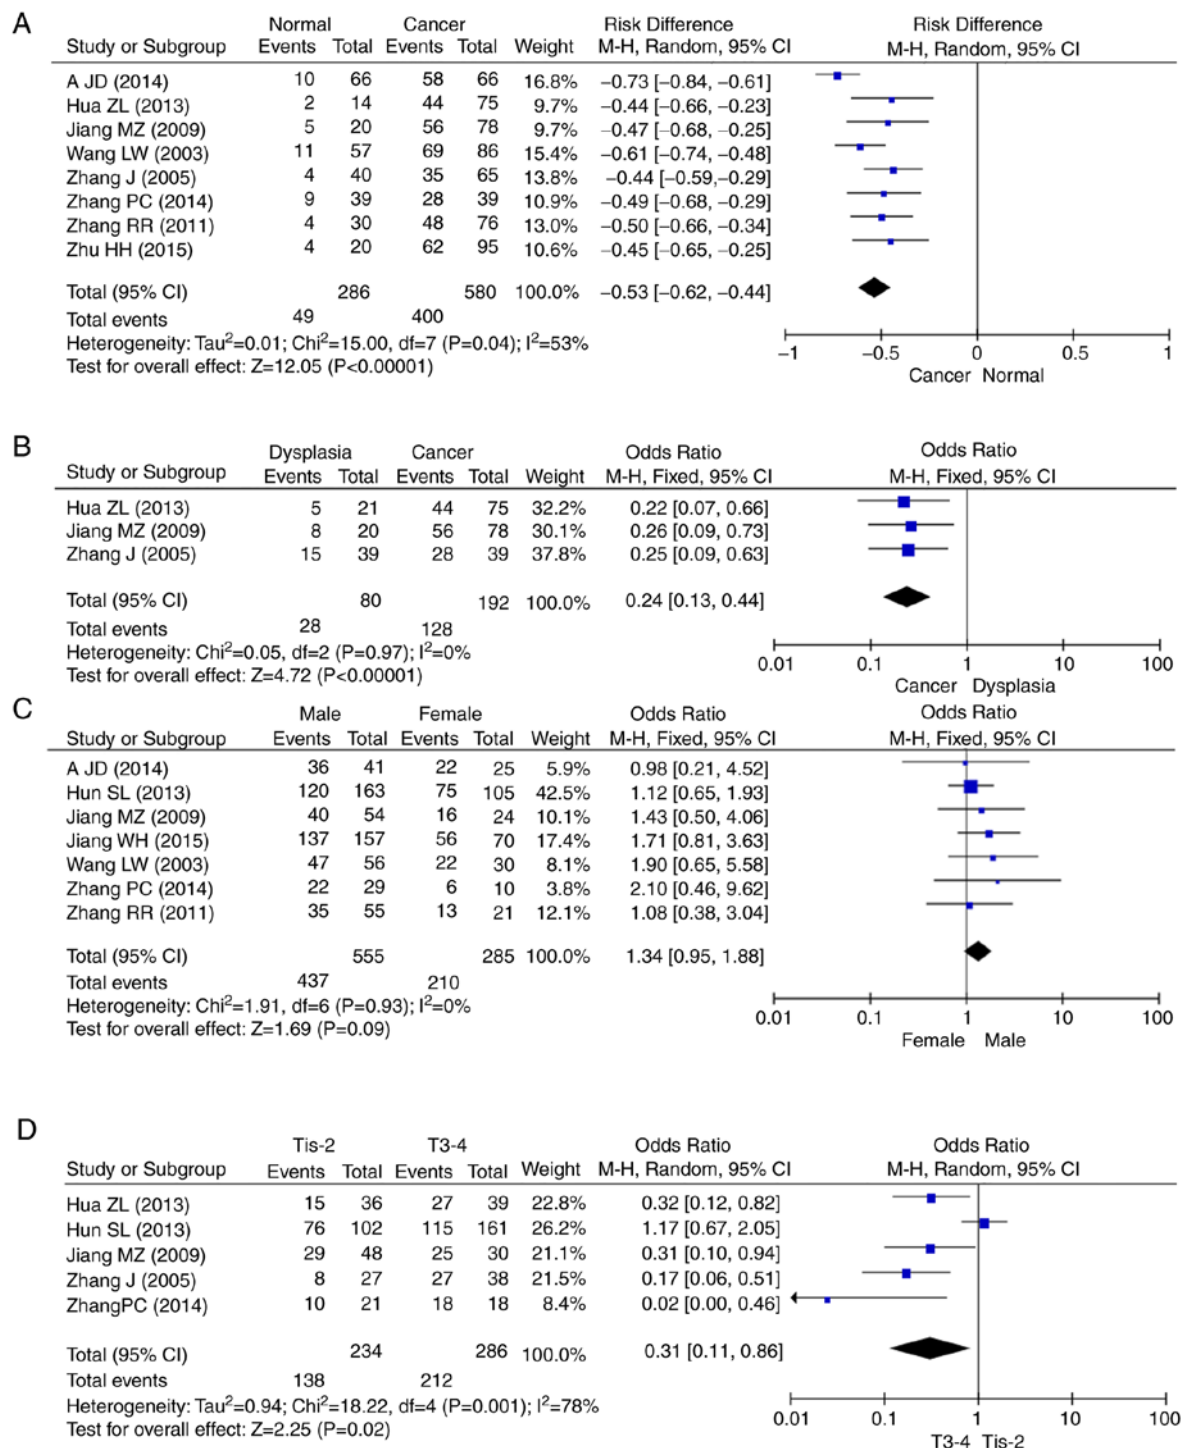 A
Normal Cancer Risk Difference Risk Difference
Study or Subgroup Events Total Events Total Weight M-H, Random, 95% CI M-H, Random, 95% CI
A JD (2014) 10 66 58 66 16.8% −0.73 [−0.84, −0.61]
Hua ZL (2013) 2 14 44 75 9.7% −0.44 [−0.66, −0.23]
Jiang MZ (2009) 5 20 56 78 9.7% −0.47 [−0.68, −0.25]
Wang LW (2003) 11 57 69 86 15.4% −0.61 [−0.74, −0.48]
Zhang J (2005) 4 40 35 65 13.8% −0.44 [−0.59,−0.29]
Zhang PC (2014) 9 39 28 39 10.9% −0.49 [−0.68, −0.29]
Zhang RR (2011) 4 30 48 76 13.0% −0.50 [−0.66, −0.34]
Zhu HH (2015) 4 20 62 95 10.6% −0.45 [−0.65, −0.25]
Total (95% CI) 286 580 100.0% −0.53 [−0.62, −0.44]
Total events 49 400
Heterogeneity: Tau²=0.01; Chi²=15.00, df=7 (P=0.04); I²=53%
Test for overall effect: Z=12.05 (P<0.00001)
−1 −0.5 0 0.5 1
Cancer Normal
B
Dysplasia Cancer Odds Ratio Odds Ratio
Study or Subgroup Events Total Events Total Weight M-H, Fixed, 95% CI M-H, Fixed, 95% CI
Hua ZL (2013) 5 21 44 75 32.2% 0.22 [0.07, 0.66]
Jiang MZ (2009) 8 20 56 78 30.1% 0.26 [0.09, 0.73]
Zhang J (2005) 15 39 28 39 37.8% 0.25 [0.09, 0.63]
Total (95% CI) 80 192 100.0% 0.24 [0.13, 0.44]
Total events 28 128
Heterogeneity: Chi²=0.05, df=2 (P=0.97); I²=0%
Test for overall effect: Z=4.72 (P<0.00001)
0.01 0.1 1 10 100
Cancer Dysplasia
C
Male Female Odds Ratio Odds Ratio
Study or Subgroup Events Total Events Total Weight M-H, Fixed, 95% CI M-H, Fixed, 95% CI
A JD (2014) 36 41 22 25 5.9% 0.98 [0.21, 4.52]
Hun SL (2013) 120 163 75 105 42.5% 1.12 [0.65, 1.93]
Jiang MZ (2009) 40 54 16 24 10.1% 1.43 [0.50, 4.06]
Jiang WH (2015) 137 157 56 70 17.4% 1.71 [0.81, 3.63]
Wang LW (2003) 47 56 22 30 8.1% 1.90 [0.65, 5.58]
Zhang PC (2014) 22 29 6 10 3.8% 2.10 [0.46, 9.62]
Zhang RR (2011) 35 55 13 21 12.1% 1.08 [0.38, 3.04]
Total (95% CI) 555 285 100.0% 1.34 [0.95, 1.88]
Total events 437 210
Heterogeneity: Chi²=1.91, df=6 (P=0.93); I²=0%
Test for overall effect: Z=1.69 (P=0.09)
0.01 0.1 1 10 100
Female Male
D
Tis-2 T3-4 Odds Ratio Odds Ratio
Study or Subgroup Events Total Events Total Weight M-H, Random, 95% CI M-H, Random, 95% CI
Hua ZL (2013) 15 36 27 39 22.8% 0.32 [0.12, 0.82]
Hun SL (2013) 76 102 115 161 26.2% 1.17 [0.67, 2.05]
Jiang MZ (2009) 29 48 25 30 21.1% 0.31 [0.10, 0.94]
Zhang J (2005) 8 27 27 38 21.5% 0.17 [0.06, 0.51]
ZhangPC (2014) 10 21 18 18 8.4% 0.02 [0.00, 0.46]
Total (95% CI) 234 286 100.0% 0.31 [0.11, 0.86]
Total events 138 212
Heterogeneity: Tau²=0.94; Chi²=18.22, df=4 (P=0.001); I²=78%
Test for overall effect: Z=2.25 (P=0.02)
0.01 0.1 1 10 100
T3-4 Tis-2